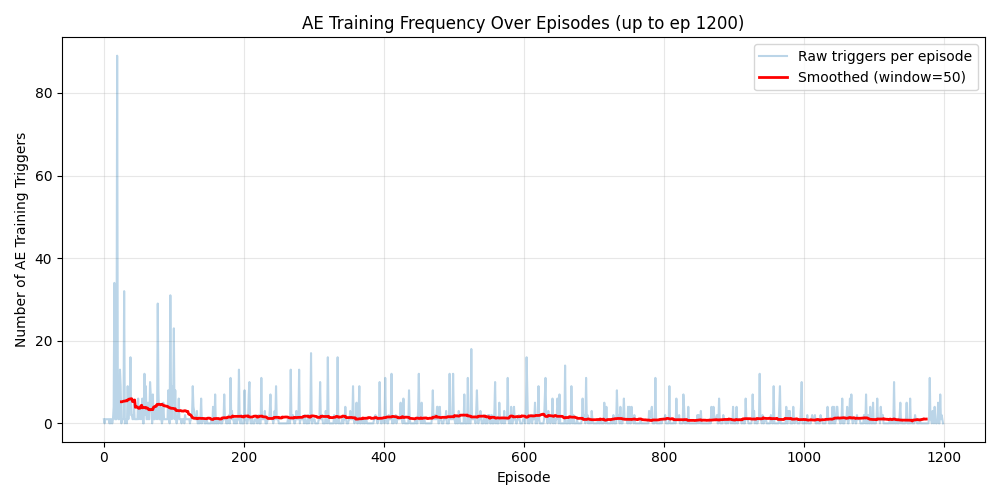 AE Training Frequency Over Episodes (up to ep 1200)
Raw triggers per episode
Smoothed (window=50)
Number of AE Training Triggers
80
60
40
20
0
0 200 400 600 800 1000 1200
Episode